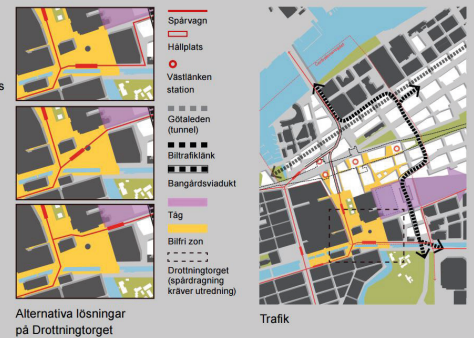 s
Spårvagn
Hållplats
Västlänken
station
Götaleden
(tunnel)
Biltrafiklänk
Bangårdsviadukt
Tåg
Bilfri zon
Drottningtorget
(spårdragning
kräver utredning)
Alternativa lösningar
på Drottningtorget
Trafik